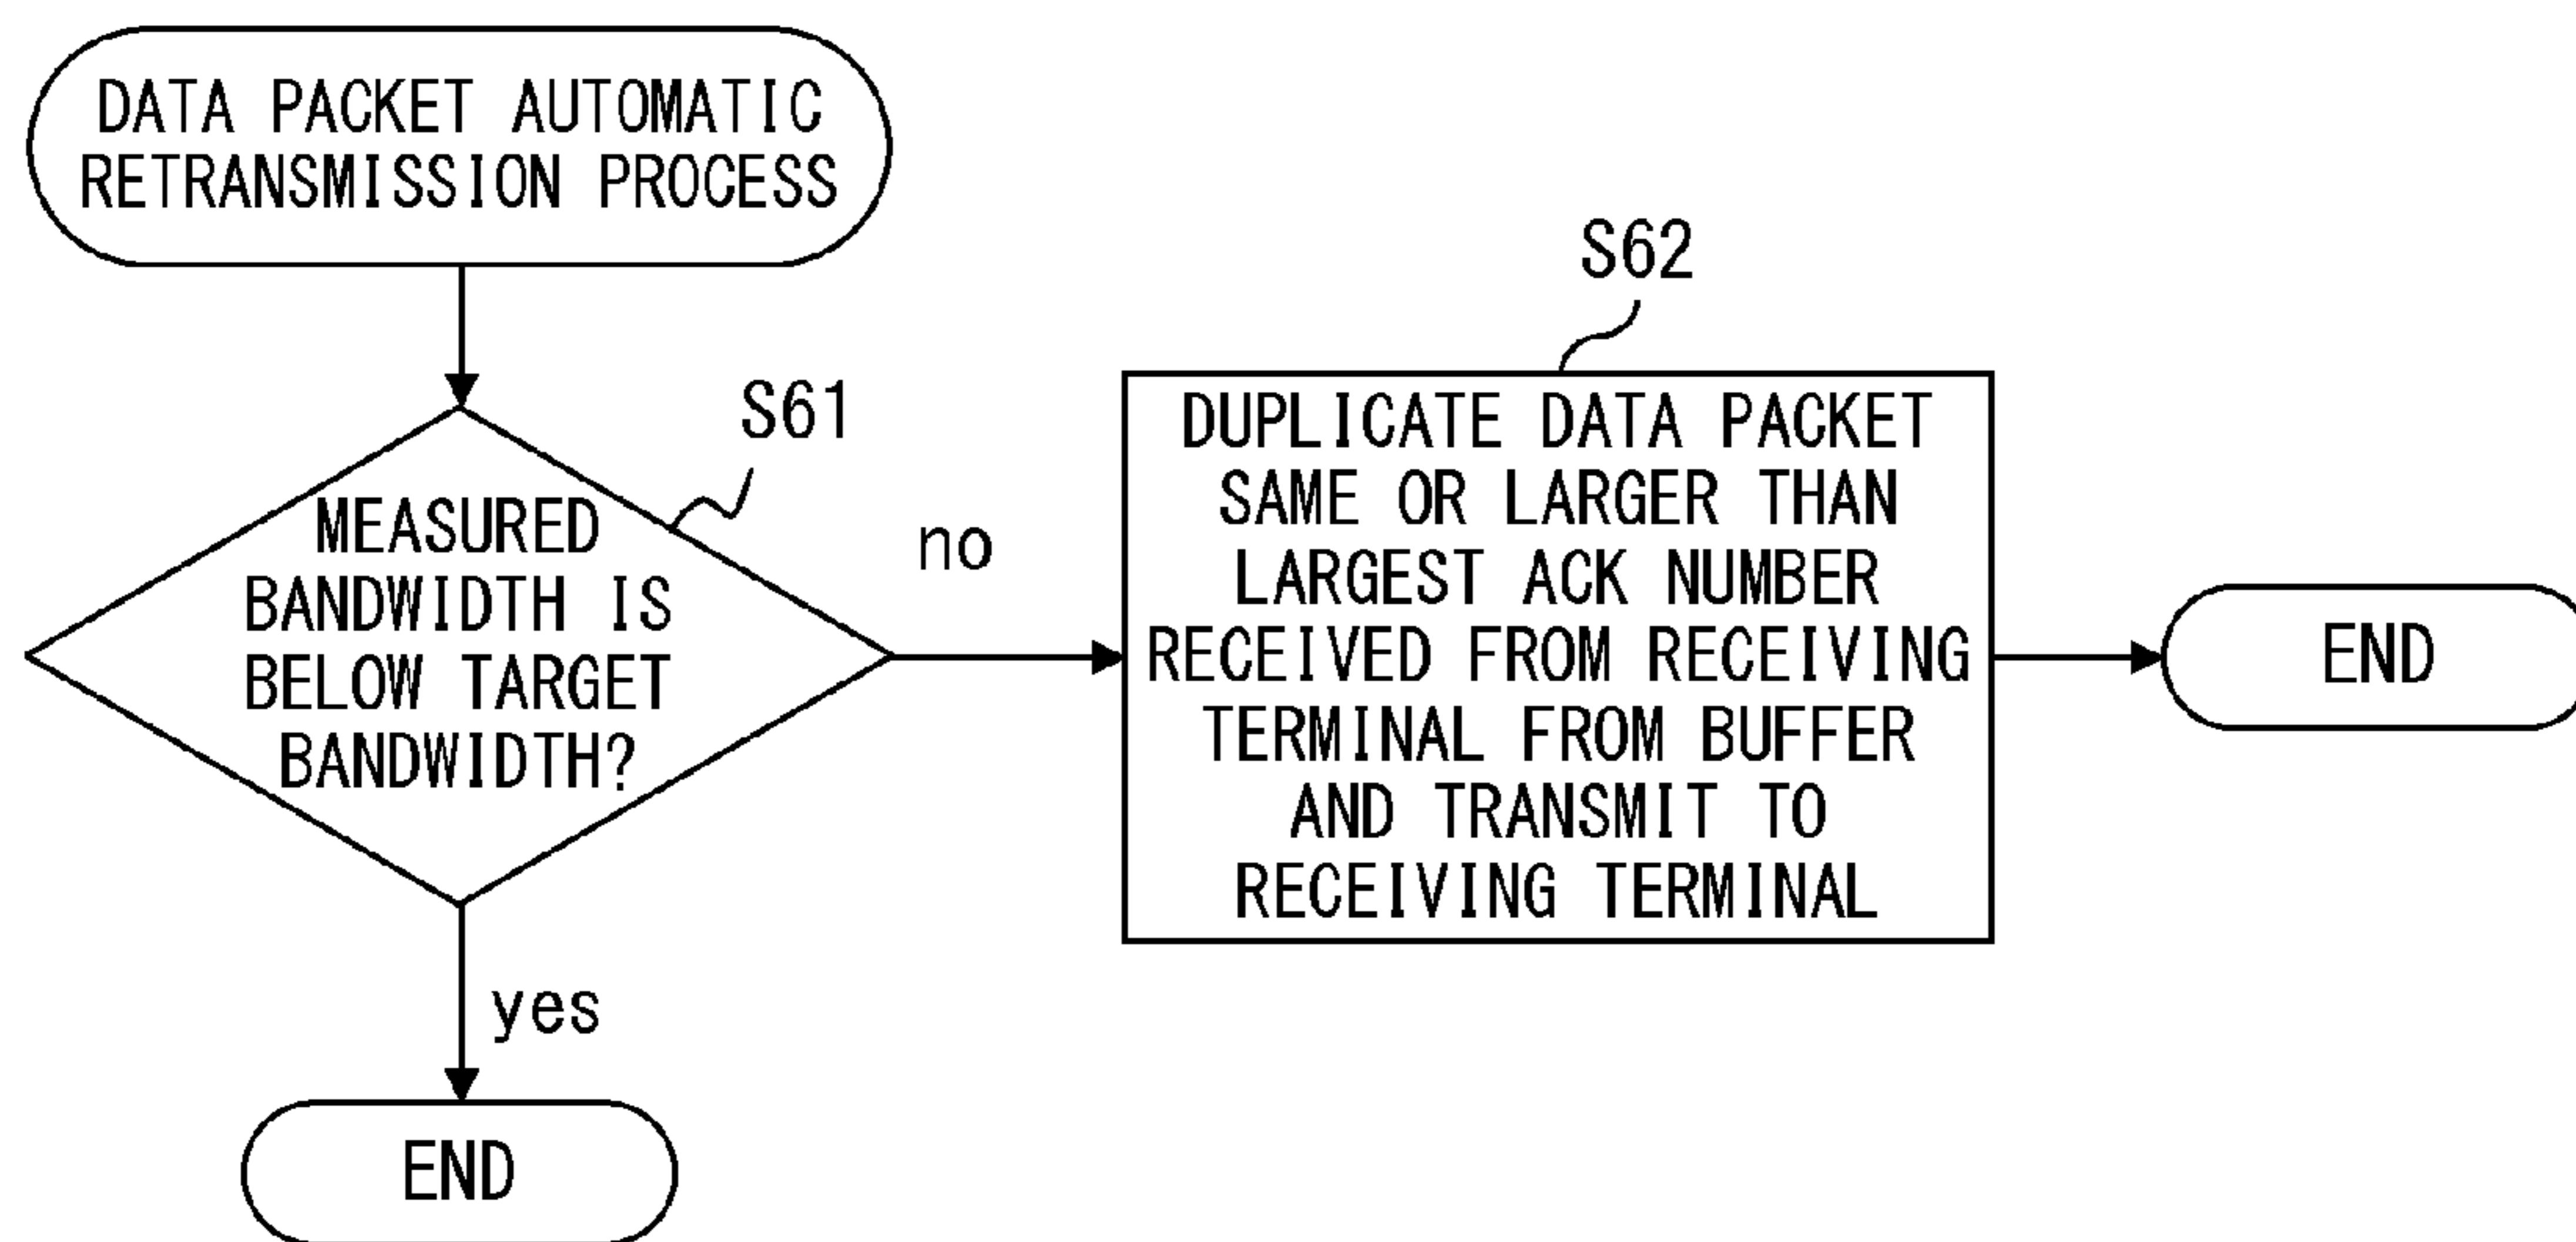 DATA PACKET AUTOMATIC
RETRANSMISSION PROCESS
S61
MEASURED
BANDWIDTH IS
BELOW TARGET
BANDWIDTH?
no
yes
END
S62
DUPLICATE DATA PACKET
SAME OR LARGER THAN
LARGEST ACK NUMBER
RECEIVED FROM RECEIVING
TERMINAL FROM BUFFER
AND TRANSMIT TO
RECEIVING TERMINAL
END